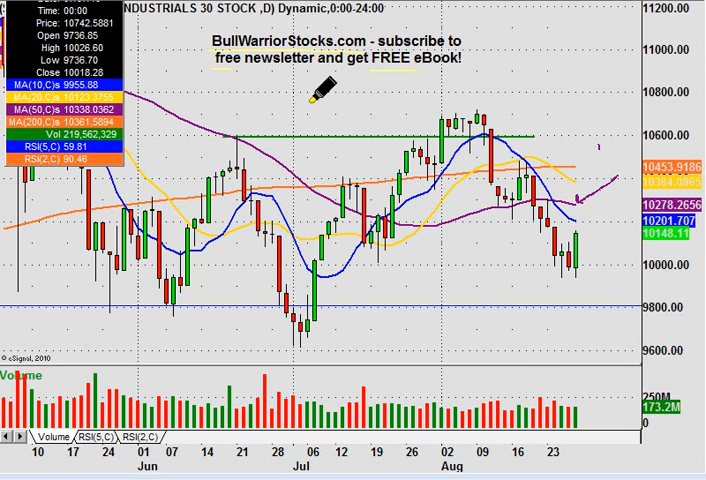 INDUSTRIALS 30 STOCK ,D) Dynamic,0:00-24:00
Time: 00:00
Price: 10742.5881
Open 9736.85
High 10026.60
Low 9736.70
Close 10018.28
MA(10,C)s 9955.88
MA(20,C)s 10123.3755
MA(50,C)s 10338.0362
MA(200,C)s 10361.5894
Vol 219,562,329
RSI(5,C) 59.81
RSI(2,C) 90.46
BullWarriorStocks.com - subscribe to
free newsletter and get FREE eBook!
11200.00
11000.00
10800.00
10600.00
10453.9186
10384.0865
10278.2656
10201.707
10148.11
10000.00
9800.00
9600.00
© eSignal, 2010
Volume
250M
173.2M
0
Volume RSI(5,C) RSI(2,C)
10 17 24 01 07 14 21 28 06 12 19 26 02 09 16 23
Jun Jul Aug